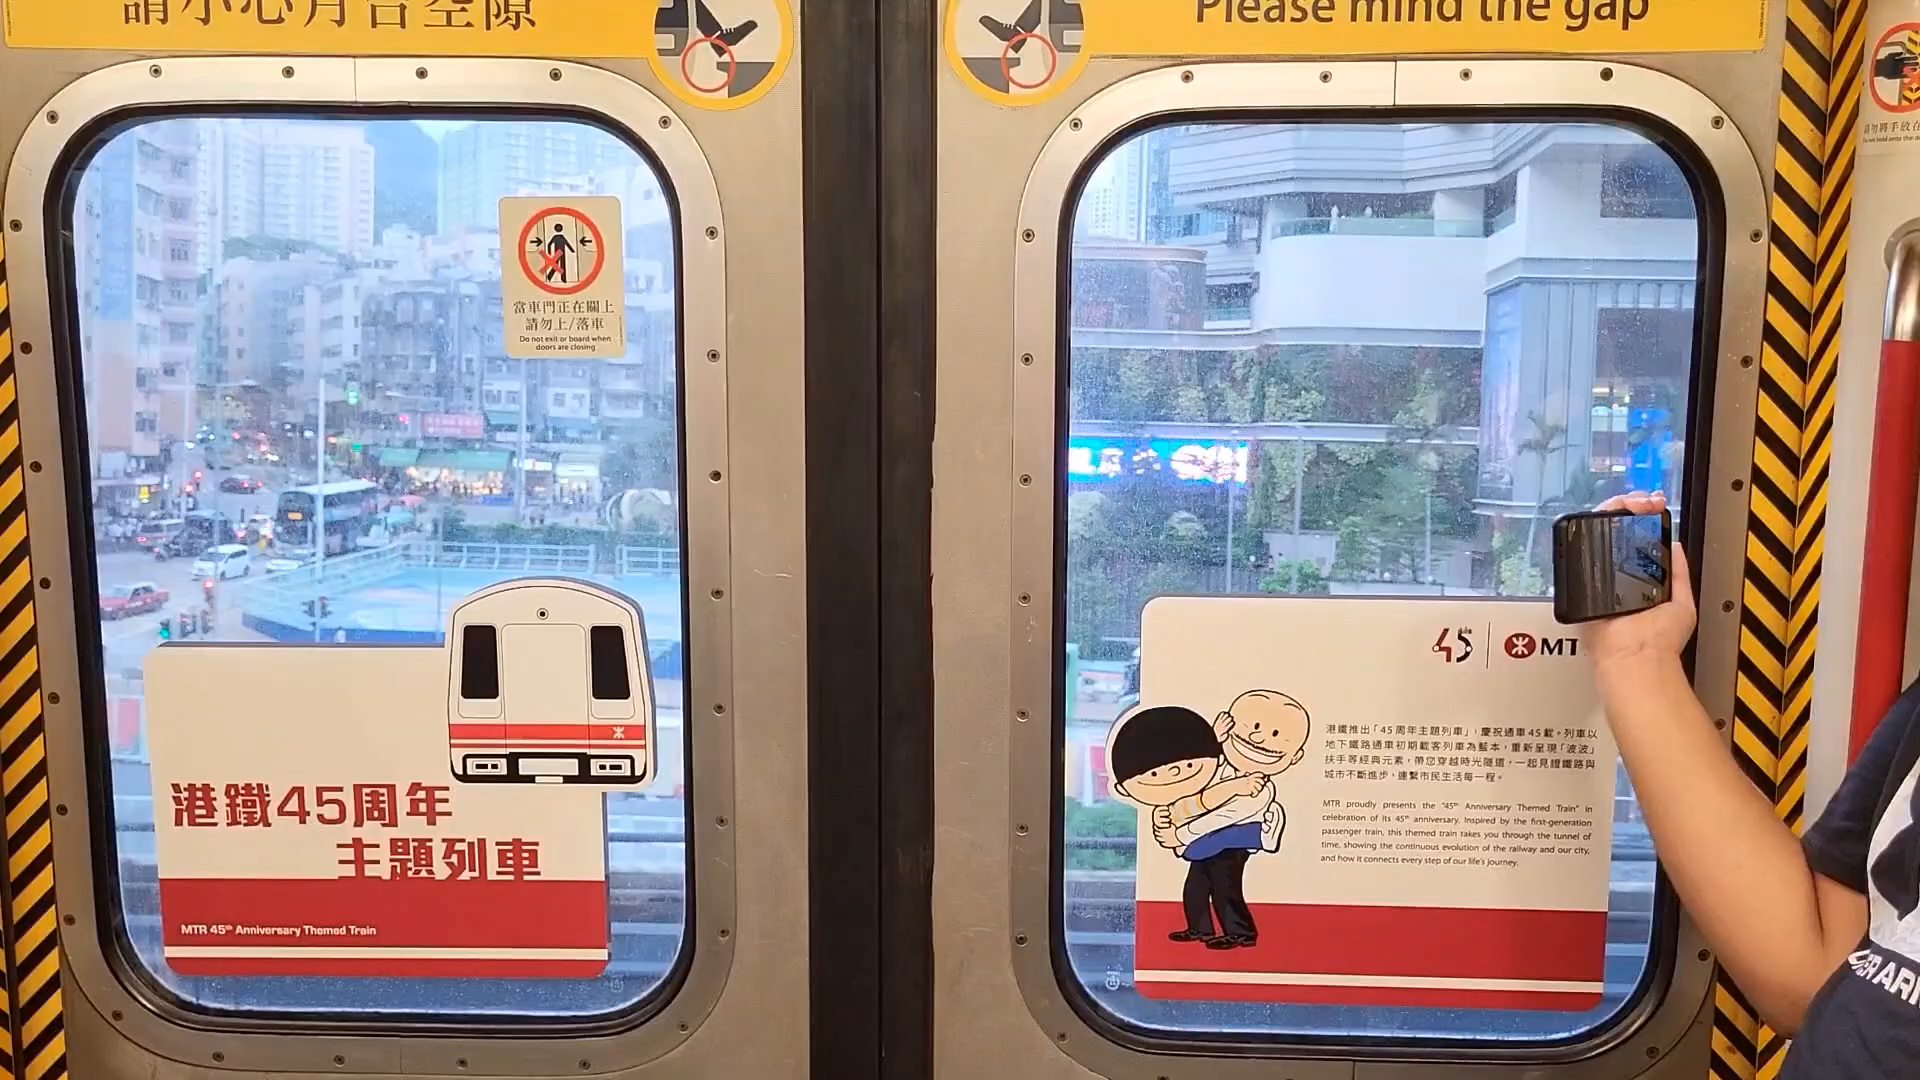 請小心月台空隙
Please mind the gap
當車門正在關上
請勿上/落車
Do not exit or board when
doors are closing
港鐵45周年
主題列車
MTR 45th Anniversary Themed Train
45
MT
港鐵推出「45周年主題列車」，慶祝通車45載。列車以
地下鐵路通車初期載客列車為藍本，重新呈現「波波」
扶手等經典元素，帶您穿越時光隧道，一起見證鐵路與
城市不斷進步，連繫市民生活每一程。
MTR proudly presents the "45th Anniversary Themed Train" in
celebration of its 45th anniversary. Inspired by the first-generation
passenger train, this themed train takes you through the tunnel of
time, showing the continuous evolution of the railway and our city,
and how it connects every step of our life's journey.
請勿將手放在